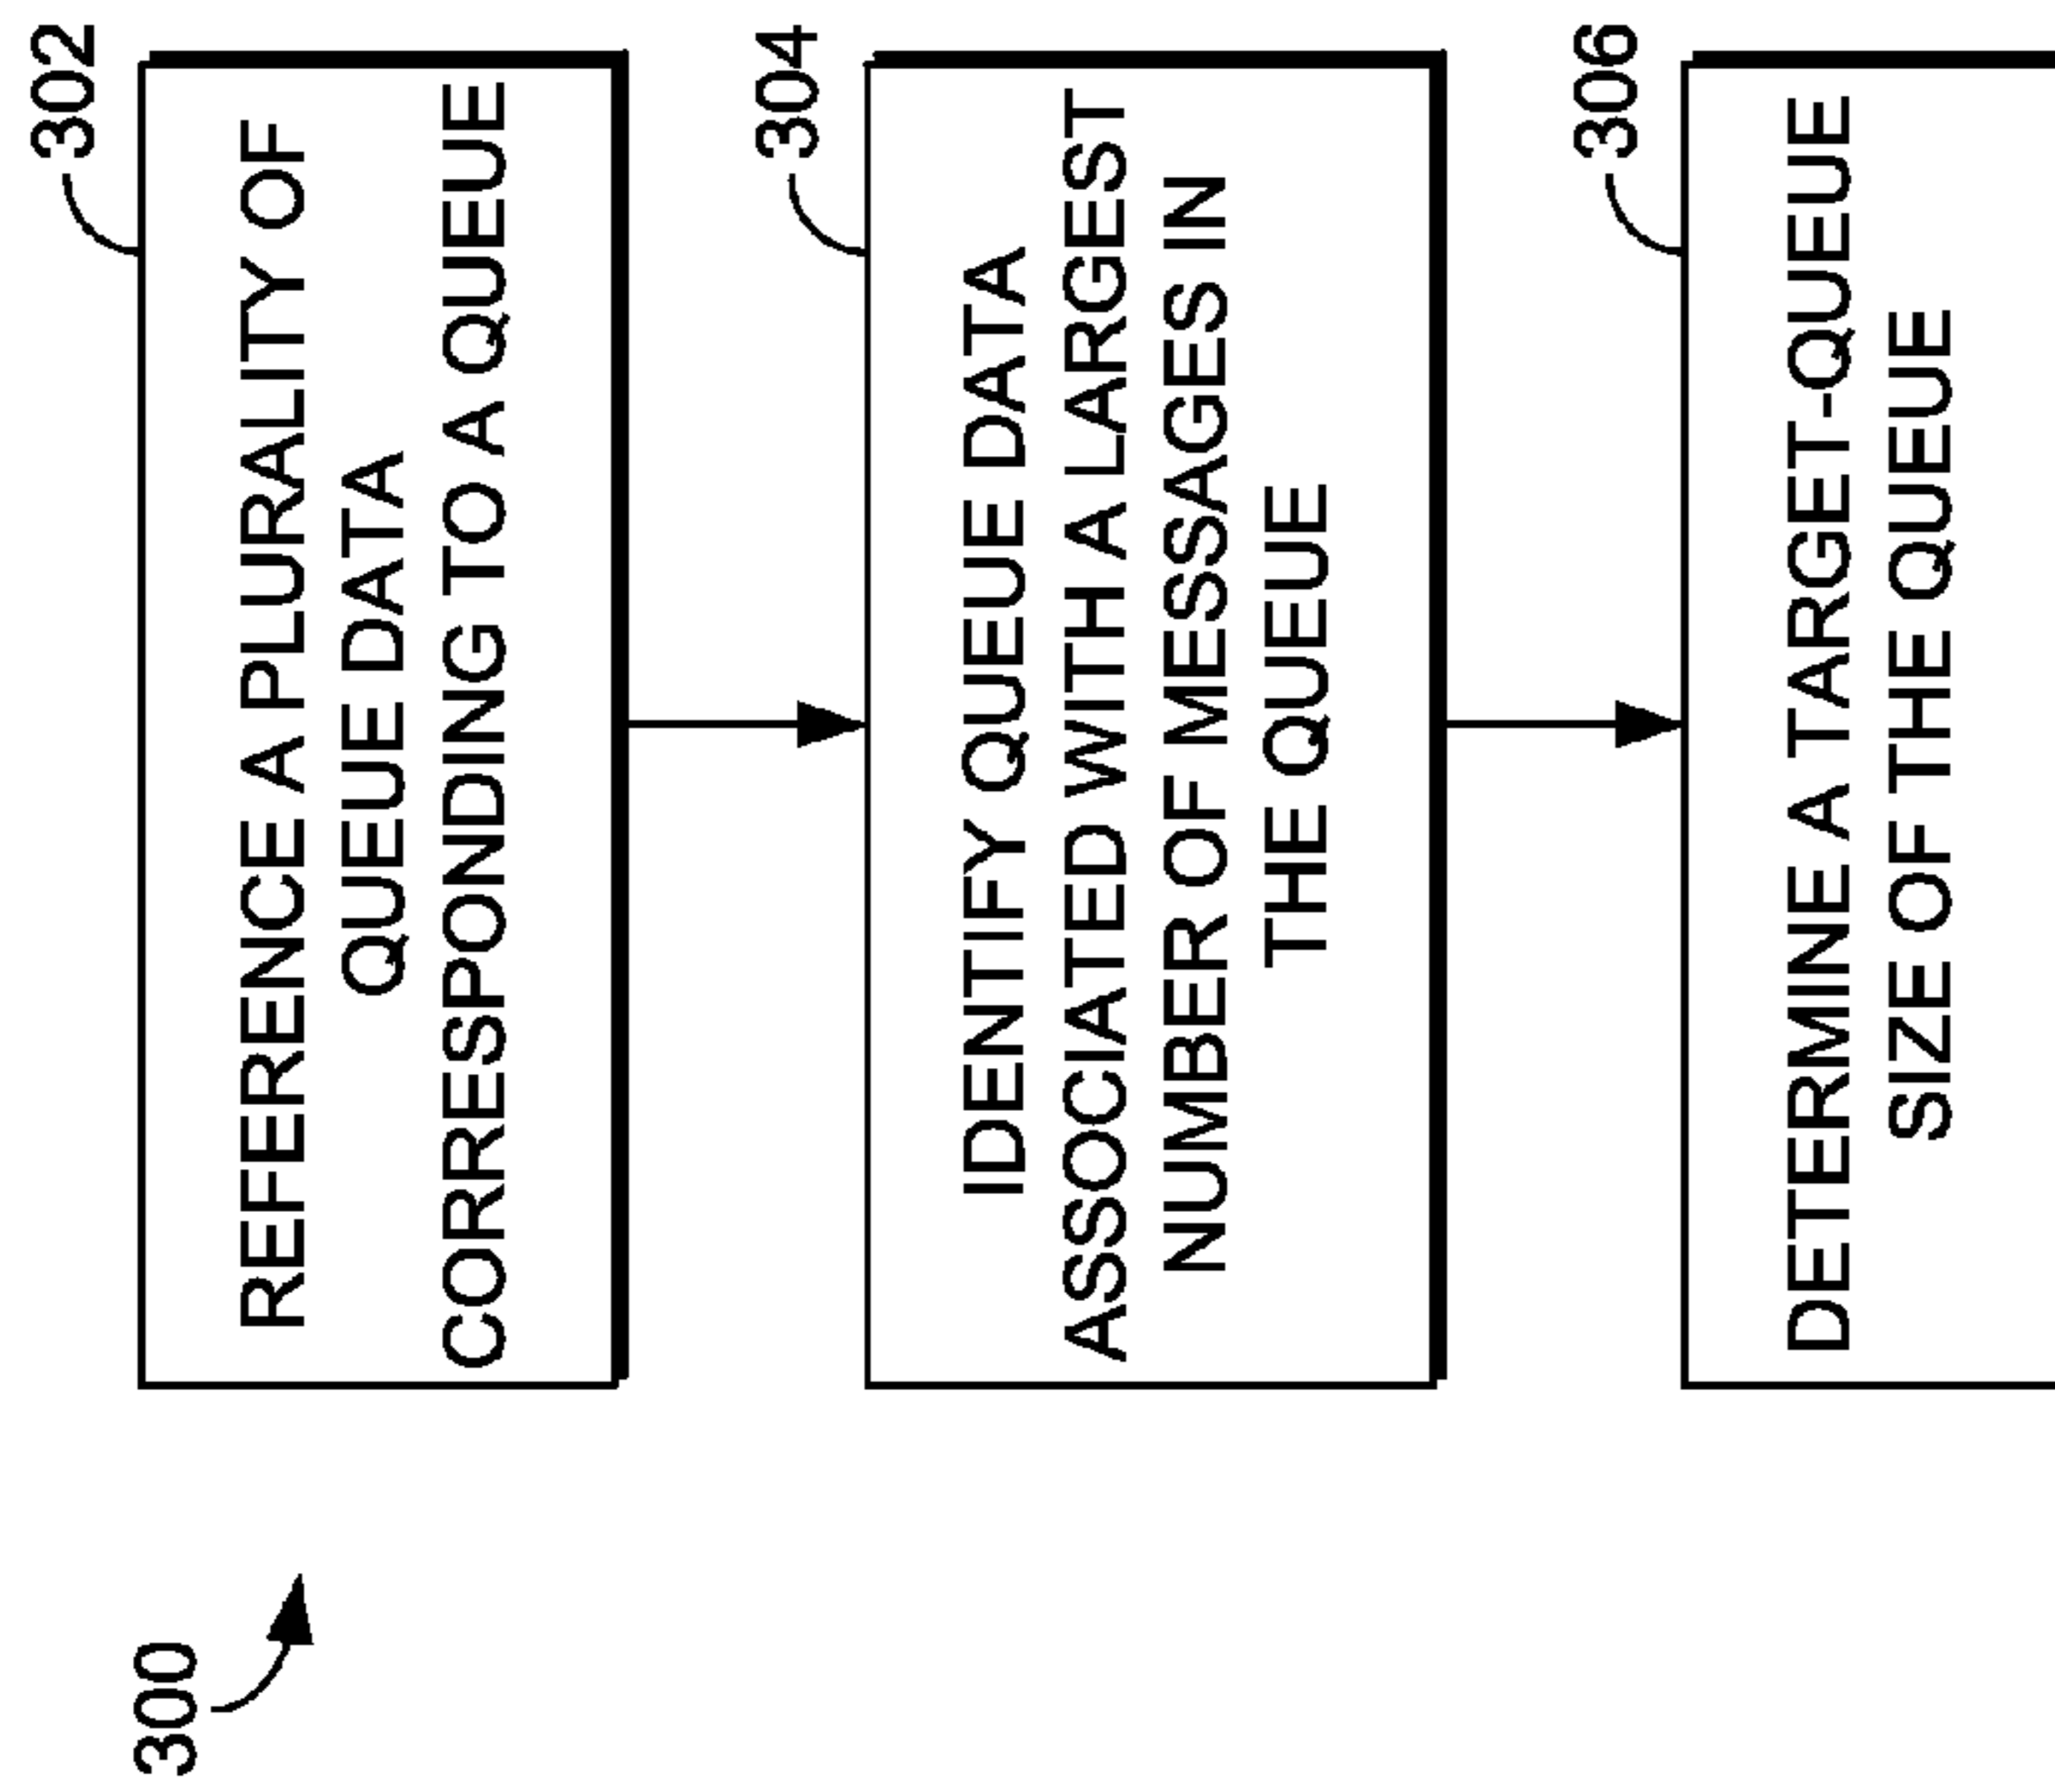 300
302
REFERENCE A PLURALITY OF
QUEUE DATA
CORRESPONDING TO A QUEUE
304
IDENTIFY QUEUE DATA
ASSOCIATED WITH A LARGEST
NUMBER OF MESSAGES IN
THE QUEUE
306
DETERMINE A TARGET-QUEUE
SIZE OF THE QUEUE